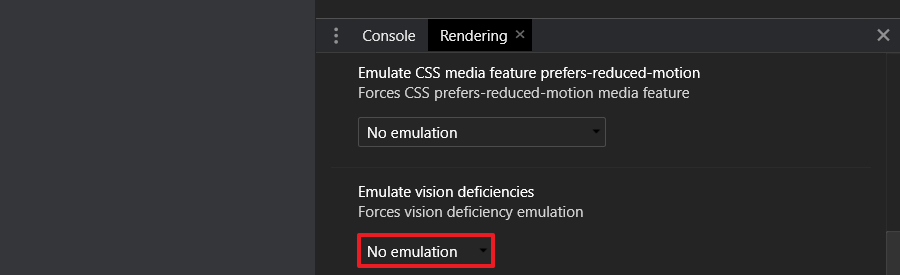 Console Rendering
Emulate CSS media feature prefers-reduced-motion
Forces CSS prefers-reduced-motion media feature
No emulation
Emulate vision deficiencies
Forces vision deficiency emulation
No emulation